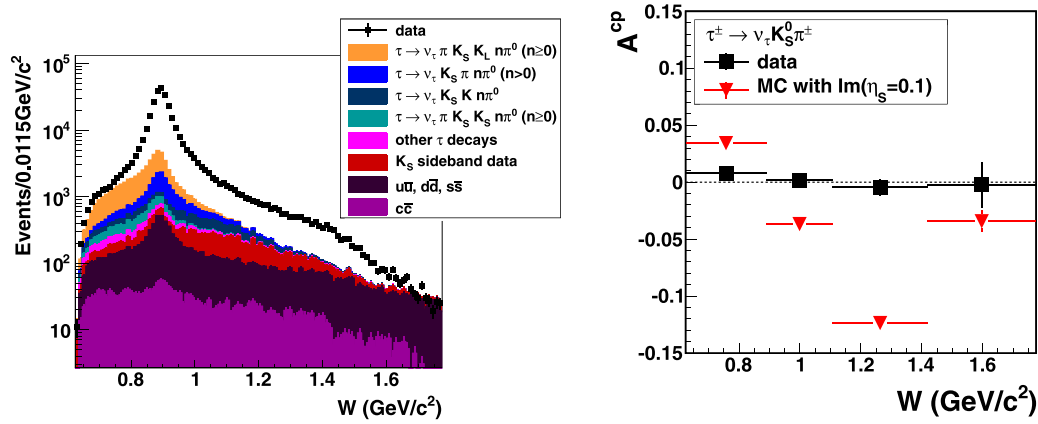 Events/0.0115GeV/c²
10⁵
10⁴
10³
10²
10
0.8 1 1.2 1.4 1.6
W (GeV/c²)
data
τ → ν_τ π K_S K_L nπ⁰ (n≥0)
τ → ν_τ K_S π nπ⁰ (n>0)
τ → ν_τ K_S K nπ⁰
τ → ν_τ π K_S K_S nπ⁰ (n≥0)
other τ decays
K_S sideband data
uu̅, dd̅, ss̅
cc̅
A^cp
0.15
0.1
0.05
0
-0.05
-0.1
-0.15
0.8 1 1.2 1.4 1.6
W (GeV/c²)
τ^± → ν_τ K_S^0 π^±
data
MC with Im(η_S=0.1)